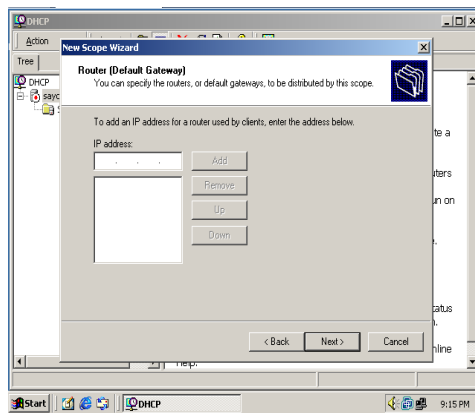 DHCP
Action
New Scope Wizard
Tree
Router (Default Gateway)
You can specify the routers, or default gateways, to be distributed by this scope.
DHCP
sayc
To add an IP address for a router used by clients, enter the address below.
te a
IP address:
. . .
Add
Remove
Up
Down
uters
un on
e.
tatus
n.
nline
< Back
Next >
Cancel
Help.
Start
DHCP
9:15 PM